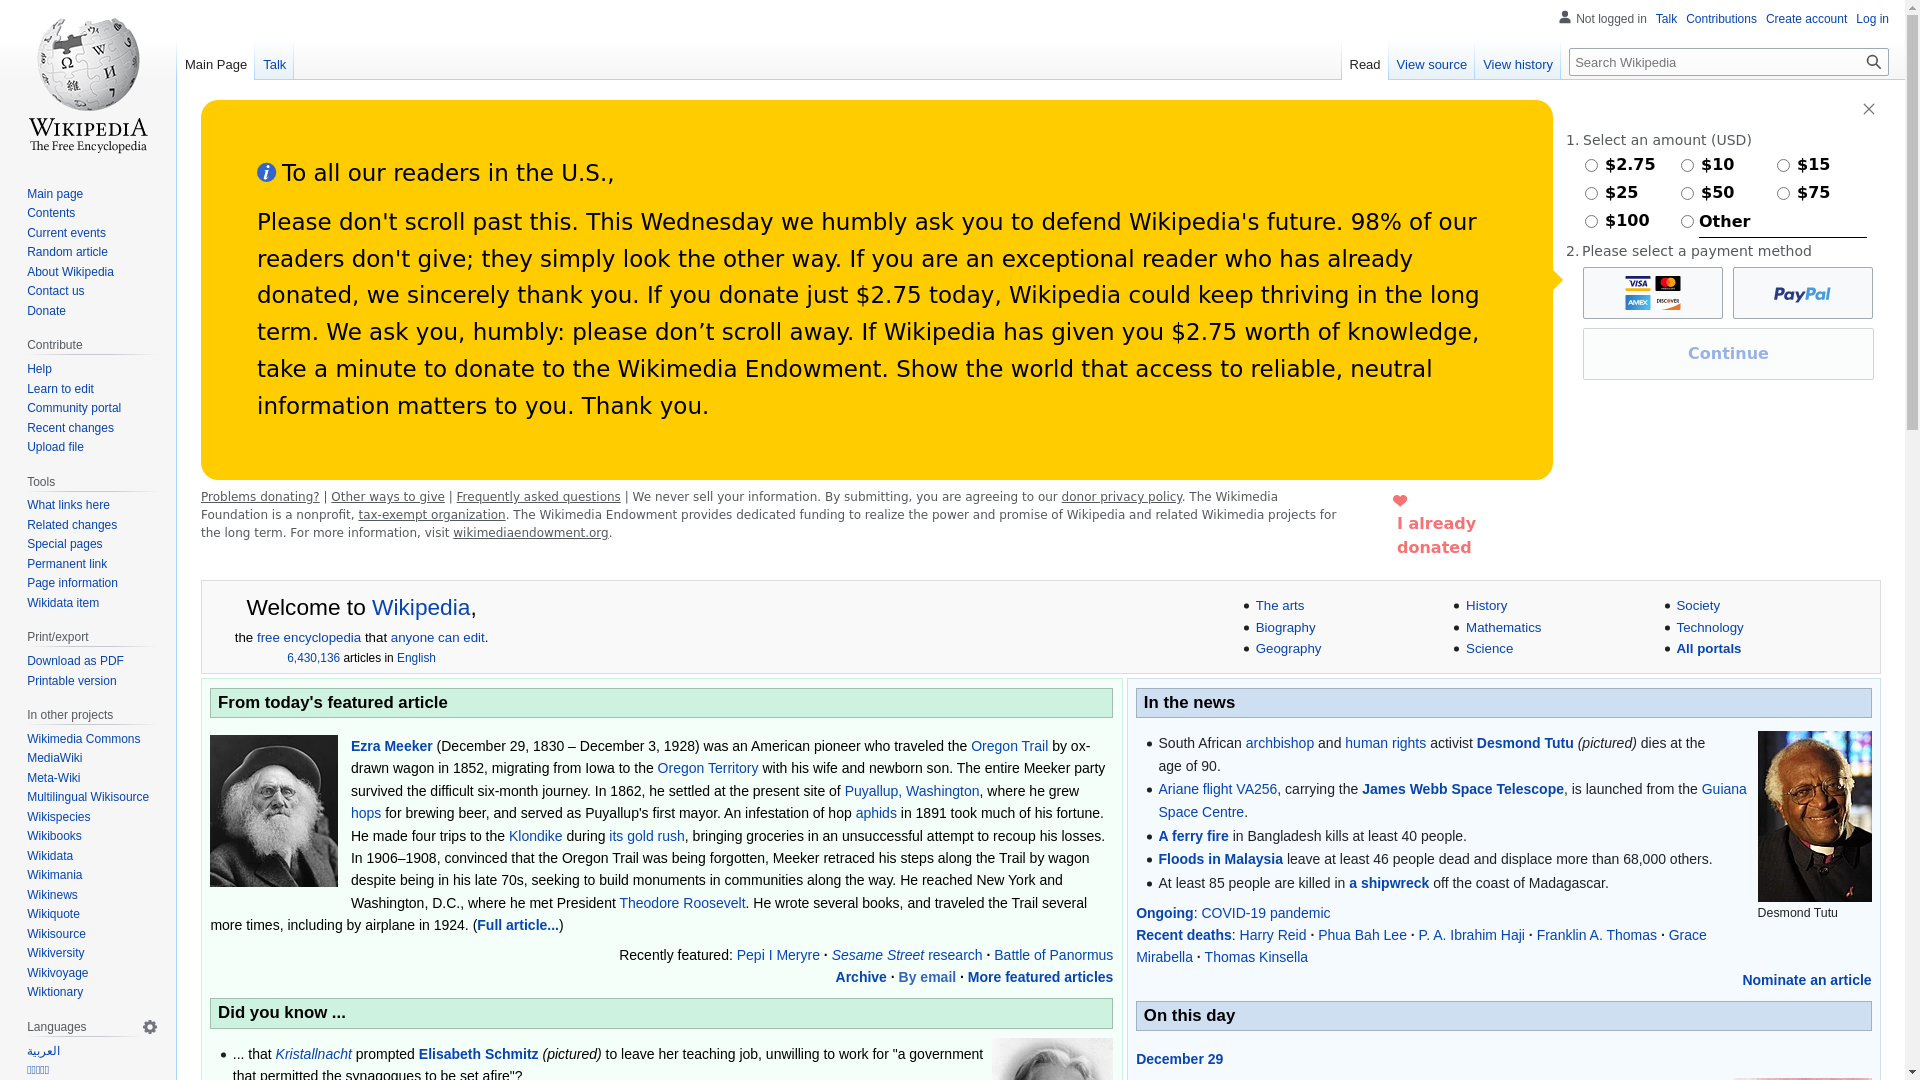 Not logged in Talk Contributions Create account Log in
Main Page Talk Read View source View history Search Wikipedia
WIKIPEDIA
The Free Encyclopedia
Main page
Contents
Current events
Random article
About Wikipedia
Contact us
Donate
Contribute
Help
Learn to edit
Community portal
Recent changes
Upload file
Tools
What links here
Related changes
Special pages
Permanent link
Page information
Wikidata item
Print/export
Download as PDF
Printable version
In other projects
Wikimedia Commons
MediaWiki
Meta-Wiki
Multilingual Wikisource
Wikispecies
Wikibooks
Wikidata
Wikimania
Wikinews
Wikiquote
Wikisource
Wikiversity
Wikivoyage
Wiktionary
Languages
العربية
To all our readers in the U.S.,
Please don't scroll past this. This Wednesday we humbly ask you to defend Wikipedia's future. 98% of our
readers don't give; they simply look the other way. If you are an exceptional reader who has already
donated, we sincerely thank you. If you donate just $2.75 today, Wikipedia could keep thriving in the long
term. We ask you, humbly: please don’t scroll away. If Wikipedia has given you $2.75 worth of knowledge,
take a minute to donate to the Wikimedia Endowment. Show the world that access to reliable, neutral
information matters to you. Thank you.
1. Select an amount (USD)
$2.75 $10 $15
$25 $50 $75
$100 Other
2. Please select a payment method
VISA AMEX DISCOVER PayPal
Continue
Problems donating? | Other ways to give | Frequently asked questions | We never sell your information. By submitting, you are agreeing to our donor privacy policy. The Wikimedia
Foundation is a nonprofit, tax-exempt organization. The Wikimedia Endowment provides dedicated funding to realize the power and promise of Wikipedia and related Wikimedia projects for
the long term. For more information, visit wikimediaendowment.org.
I already
donated
Welcome to Wikipedia,
the free encyclopedia that anyone can edit.
6,430,136 articles in English
The arts
Biography
Geography
History
Mathematics
Science
Society
Technology
All portals
From today's featured article
Ezra Meeker (December 29, 1830 – December 3, 1928) was an American pioneer who traveled the Oregon Trail by ox-
drawn wagon in 1852, migrating from Iowa to the Oregon Territory with his wife and newborn son. The entire Meeker party
survived the difficult six-month journey. In 1862, he settled at the present site of Puyallup, Washington, where he grew
hops for brewing beer, and served as Puyallup's first mayor. An infestation of hop aphids in 1891 took much of his fortune.
He made four trips to the Klondike during its gold rush, bringing groceries in an unsuccessful attempt to recoup his losses.
In 1906–1908, convinced that the Oregon Trail was being forgotten, Meeker retraced his steps along the Trail by wagon
despite being in his late 70s, seeking to build monuments in communities along the way. He reached New York and
Washington, D.C., where he met President Theodore Roosevelt. He wrote several books, and traveled the Trail several
more times, including by airplane in 1924. (Full article...)
Recently featured: Pepi I Meryre · Sesame Street research · Battle of Panormus
Archive · By email · More featured articles
Did you know ...
... that Kristallnacht prompted Elisabeth Schmitz (pictured) to leave her teaching job, unwilling to work for "a government
that permitted the synagogues to be set afire"?
In the news
South African archbishop and human rights activist Desmond Tutu (pictured) dies at the
age of 90.
Ariane flight VA256, carrying the James Webb Space Telescope, is launched from the Guiana
Space Centre.
A ferry fire in Bangladesh kills at least 40 people.
Floods in Malaysia leave at least 46 people dead and displace more than 68,000 others.
At least 85 people are killed in a shipwreck off the coast of Madagascar.
Desmond Tutu
Ongoing: COVID-19 pandemic
Recent deaths: Harry Reid · Phua Bah Lee · P. A. Ibrahim Haji · Franklin A. Thomas · Grace
Mirabella · Thomas Kinsella
Nominate an article
On this day
December 29